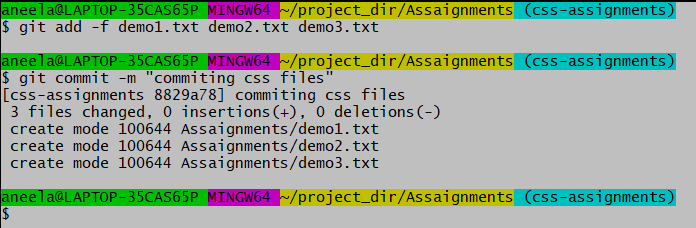 aneela@LAPTOP-35CAS65P MINGW64 ~/project_dir/Assaignments (css-assignments)
$ git add -f demo1.txt demo2.txt demo3.txt
aneela@LAPTOP-35CAS65P MINGW64 ~/project_dir/Assaignments (css-assignments)
$ git commit -m "commiting css files"
[css-assignments 8829a78] commiting css files
 3 files changed, 0 insertions(+), 0 deletions(-)
 create mode 100644 Assaignments/demo1.txt
 create mode 100644 Assaignments/demo2.txt
 create mode 100644 Assaignments/demo3.txt
aneela@LAPTOP-35CAS65P MINGW64 ~/project_dir/Assaignments (css-assignments)
$